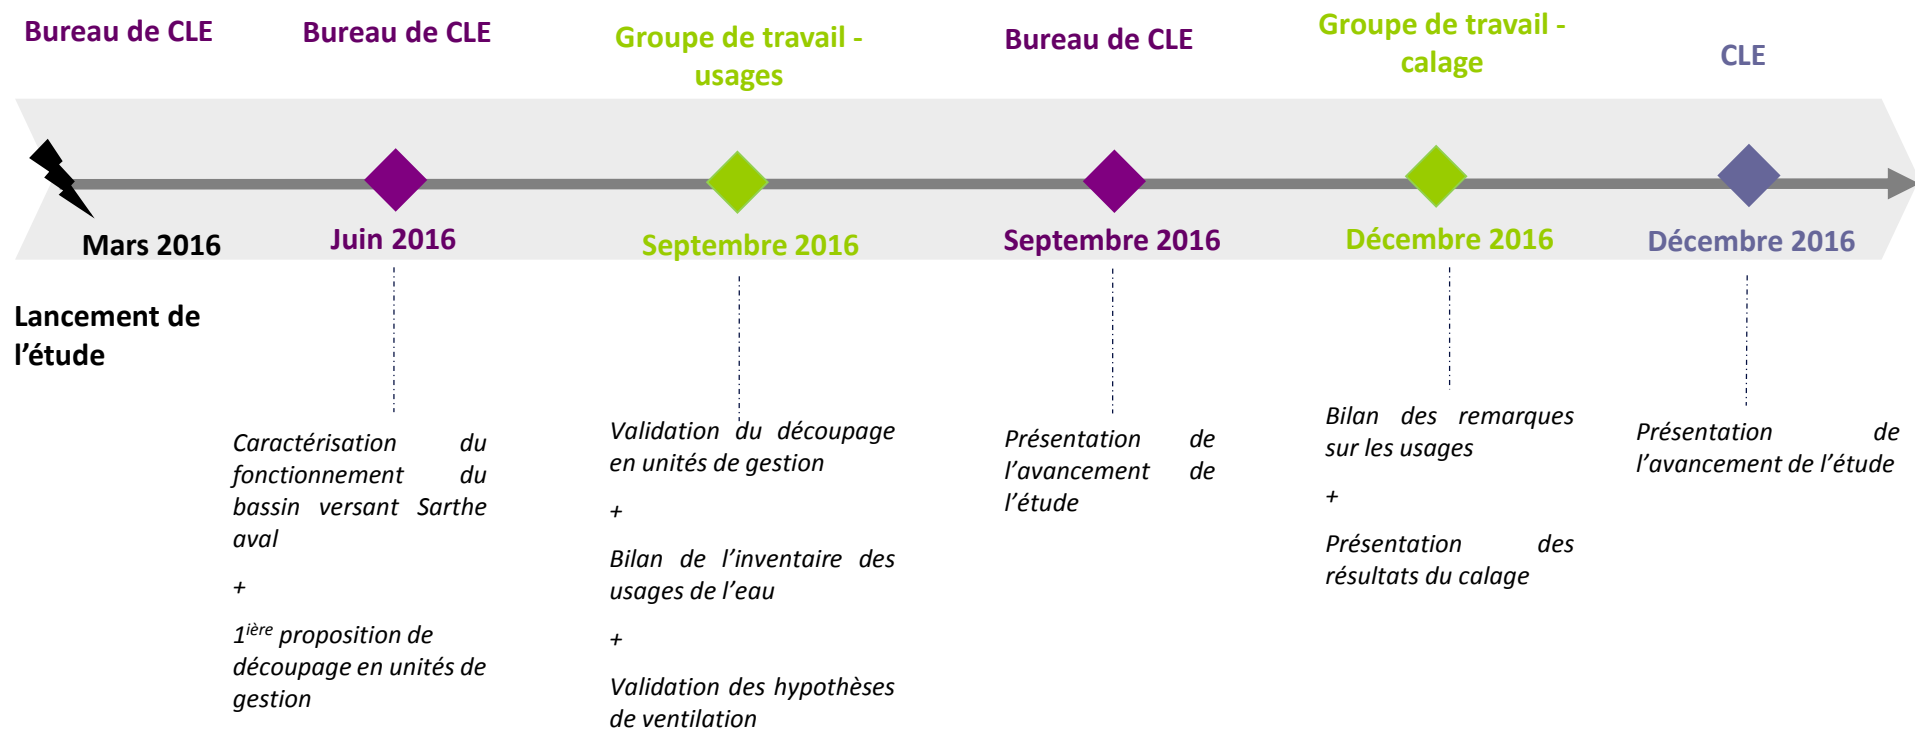 Bureau de CLE
Bureau de CLE
Groupe de travail -
usages
Bureau de CLE
Groupe de travail -
calage
CLE
Mars 2016
Juin 2016
Septembre 2016
Septembre 2016
Décembre 2016
Décembre 2016
Lancement de
l’étude
Caractérisation du
fonctionnement du
bassin versant Sarthe
aval
+
1ière proposition de
découpage en unités de
gestion
Validation du découpage
en unités de gestion
+
Bilan de l’inventaire des
usages de l’eau
+
Validation des hypothèses
de ventilation
Présentation de
l’avancement de
l’étude
Bilan des remarques
sur les usages
+
Présentation des
résultats du calage
Présentation de
l’avancement de l’étude